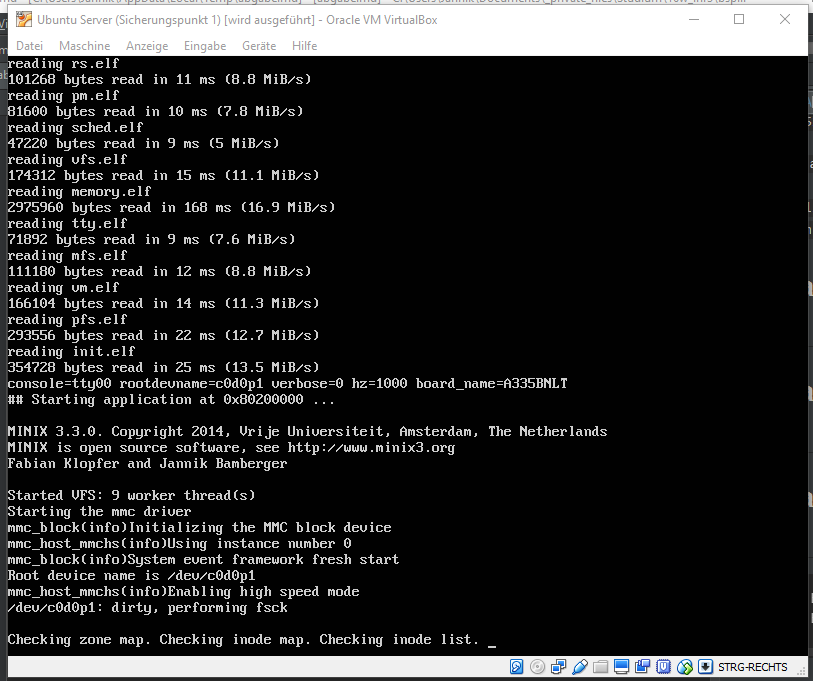 Ubuntu Server (Sicherungspunkt 1) [wird ausgeführt] - Oracle VM VirtualBox
Datei Maschine Anzeige Eingabe Geräte Hilfe
reading rs.elf
101268 bytes read in 11 ms (8.8 MiB/s)
reading pm.elf
81600 bytes read in 10 ms (7.8 MiB/s)
reading sched.elf
47220 bytes read in 9 ms (5 MiB/s)
reading vfs.elf
174312 bytes read in 15 ms (11.1 MiB/s)
reading memory.elf
2975960 bytes read in 168 ms (16.9 MiB/s)
reading tty.elf
71892 bytes read in 9 ms (7.6 MiB/s)
reading mfs.elf
111180 bytes read in 12 ms (8.8 MiB/s)
reading vm.elf
166104 bytes read in 14 ms (11.3 MiB/s)
reading pfs.elf
293556 bytes read in 22 ms (12.7 MiB/s)
reading init.elf
354728 bytes read in 25 ms (13.5 MiB/s)
console=tty00 rootdevname=c0d0p1 verbose=0 hz=1000 board_name=A335BNLT
## Starting application at 0x80200000 ...
MINIX 3.3.0. Copyright 2014, Vrije Universiteit, Amsterdam, The Netherlands
MINIX is open source software, see http://www.minix3.org
Fabian Klopfer and Jannik Bamberger
Started VFS: 9 worker thread(s)
Starting the mmc driver
mmc_block(info)Initializing the MMC block device
mmc_host_mmchs(info)Using instance number 0
mmc_block(info)System event framework fresh start
Root device name is /dev/c0d0p1
mmc_host_mmchs(info)Enabling high speed mode
/dev/c0d0p1: dirty, performing fsck
Checking zone map. Checking inode map. Checking inode list. _
STRG-RECHTS